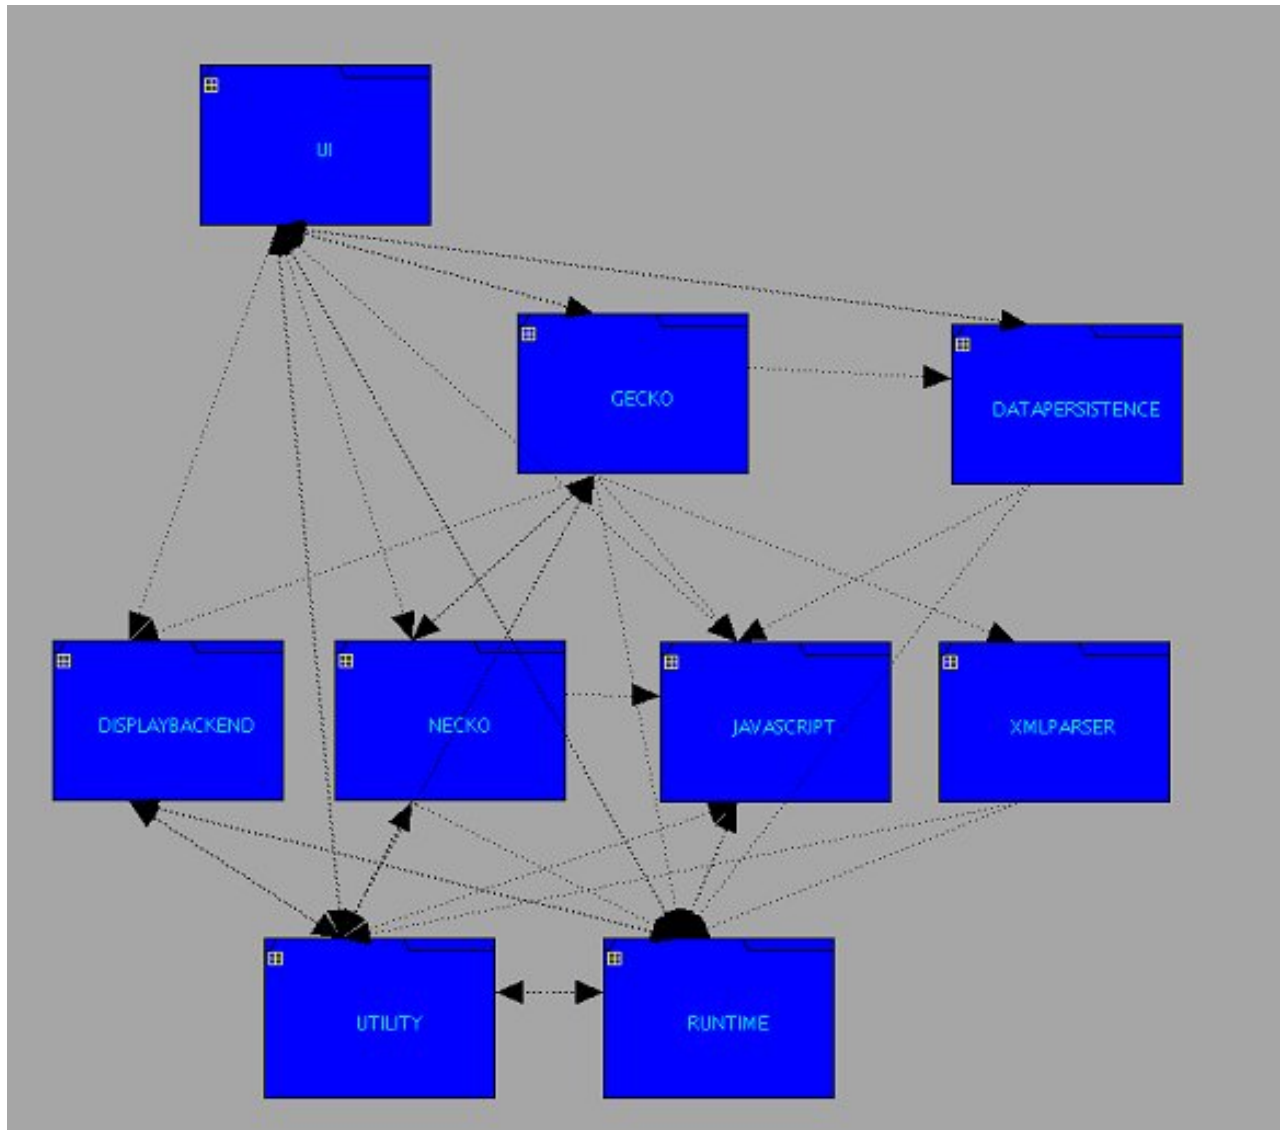 UI
GECKO
DATAPERSISTENCE
DISPLAYBACKEND
NECKO
JAVASCRIPT
XMLPARSER
UTILITY
RUNTIME